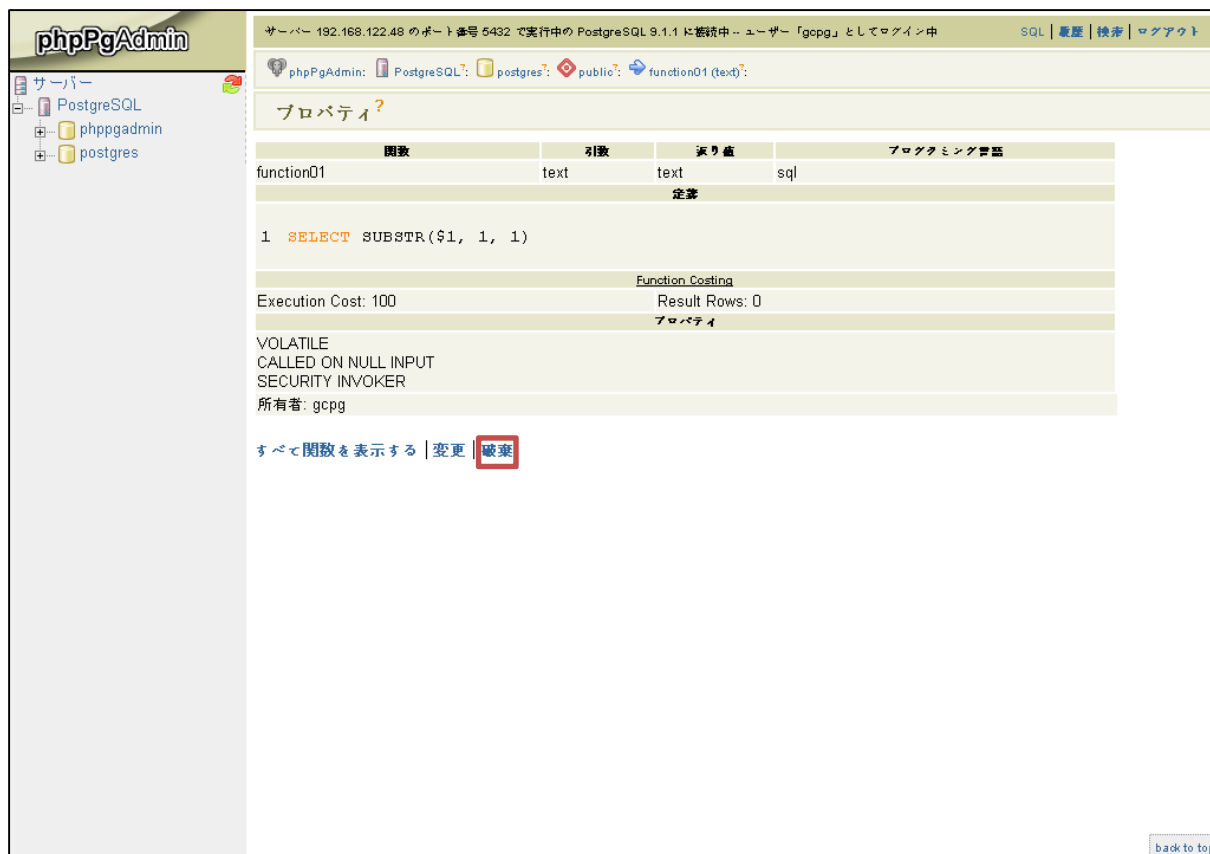 phpPgAdmin
サーバー 192.168.122.48 のポート番号 5432 で実行中の PostgreSQL 9.1.1 に接続中 -- ユーザー「gcpg」としてログイン中
SQL | 履歴 | 検索 | ログアウト
phpPgAdmin: PostgreSQL?: postgres?: public?: function01 (text)?:
サーバー
PostgreSQL
phppgadmin
postgres
プロパティ?
関数 引数 返り値 プログラミング言語
function01 text text sql
定義
1 SELECT SUBSTR($1, 1, 1)
Function Costing
Execution Cost: 100 Result Rows: 0
プロパティ
VOLATILE
CALLED ON NULL INPUT
SECURITY INVOKER
所有者: gcpg
すべて関数を表示する | 変更 | 破棄
back to top